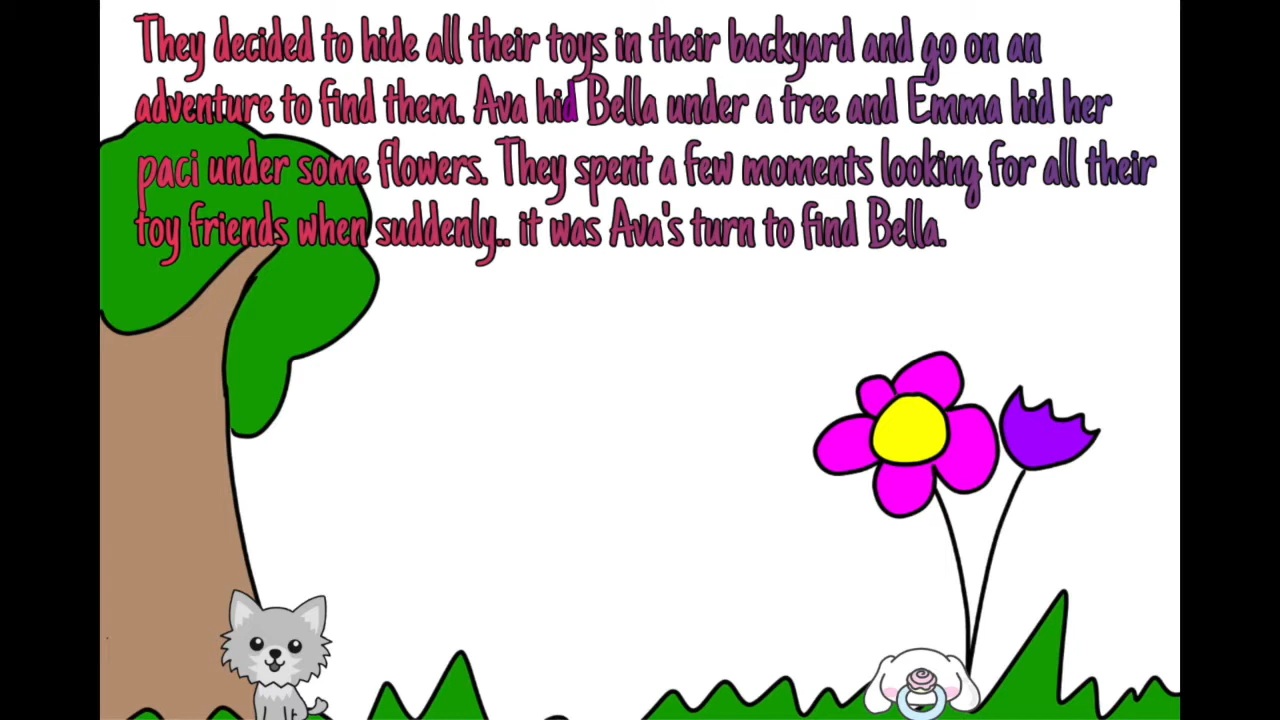 They decided to hide all their toys in their backyard and go on an
adventure to find them. Ava hid Bella under a tree and Emma hid her
paci under some flowers. They spent a few moments looking for all their
toy friends when suddenly.. it was Ava's turn to find Bella.